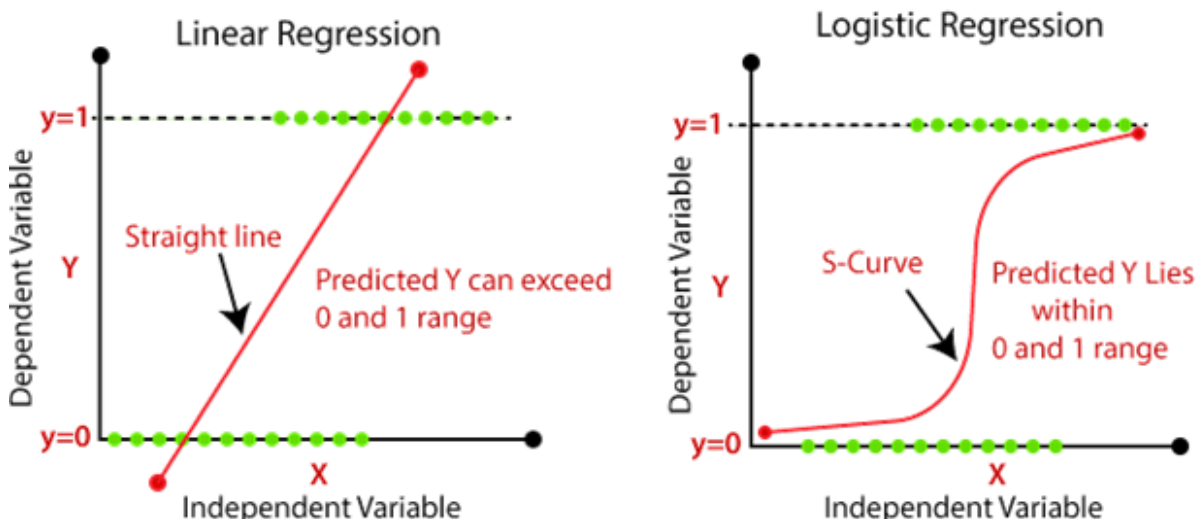 Linear Regression
y=1
Dependent Variable
Y
Straight line
Predicted Y can exceed
0 and 1 range
y=0
X
Independent Variable
Logistic Regression
y=1
Dependent Variable
Y
S-Curve
Predicted Y Lies
within
0 and 1 range
y=0
X
Independent Variable